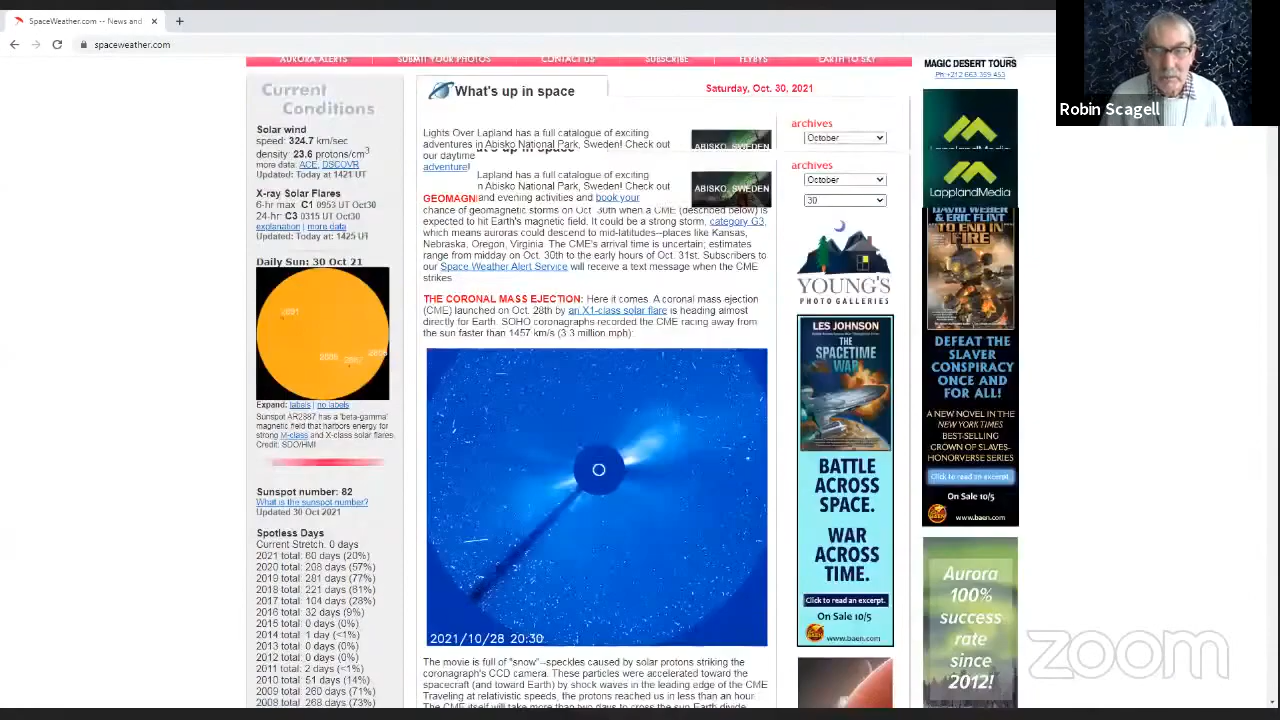 SpaceWeather.com -- News and
spaceweather.com
AURORA ALERTS
SUBMIT YOUR PHOTOS
CONTACT US
SUBSCRIBE
FLYBYS
EARTH TO SKY
Current
Conditions
Solar wind
speed: 324.7 km/sec
density: 23.6 protons/cm3
more data: ACE, DSCOVR
Updated: Today at 1421 UT
X-ray Solar Flares
6-hr max: C1 0953 UT Oct30
24-hr: C3 0315 UT Oct30
explanation | more data
Updated: Today at: 1425 UT
Daily Sun: 30 Oct 21
2891
2887
Expand: labels | no labels
Sunspot AR2887 has a 'beta-gamma'
magnetic field that harbors energy for
strong M-class and X-class solar flares.
Credit: SDO/HMI
Sunspot number: 82
What is the sunspot number?
Updated 30 Oct 2021
Spotless Days
Current Stretch: 0 days
2021 total: 60 days (20%)
2020 total: 208 days (57%)
2019 total: 281 days (77%)
2018 total: 221 days (61%)
2017 total: 104 days (28%)
2016 total: 32 days (9%)
2015 total: 0 days (0%)
2014 total: 1 day (<1%)
2013 total: 0 days (0%)
2012 total: 0 days (0%)
2011 total: 2 days (<1%)
2010 total: 51 days (14%)
2009 total: 260 days (71%)
2008 total: 268 days (73%)
What's up in space
Saturday, Oct. 30, 2021
Lights Over Lapland has a full catalogue of exciting
adventures in Abisko National Park, Sweden! Check out
our daytime
adventure!
Lapland has a full catalogue of exciting
n Abisko National Park, Sweden! Check out
and evening activities and book your
ABISKO, SWEDEN
ABISKO, SWEDEN
GEOMAGN
chance of geomagnetic storms on Oct. 30th when a CME (described below) is
expected to hit Earth's magnetic field. It could be a strong storm, category G3,
which means auroras could descend to mid-latitudes--places like Kansas,
Nebraska, Oregon, Virginia. The CME's arrival time is uncertain; estimates
range from midday on Oct. 30th to the early hours of Oct. 31st. Subscribers to
our Space Weather Alert Service will receive a text message when the CME
strikes.
THE CORONAL MASS EJECTION: Here it comes. A coronal mass ejection
(CME) launched on Oct. 28th by an X1-class solar flare is heading almost
directly for Earth. SOHO coronagraphs recorded the CME racing away from
the sun faster than 1457 km/s (3.3 million mph):
2021/10/28 20:30
The movie is full of "snow"--speckles caused by solar protons striking the
coronagraph's CCD camera. These particles were accelerated toward the
spacecraft (and toward Earth) by shock waves in the leading edge of the CME
Traveling at relativistic speeds, the protons reached us in less than an hour.
The CME itself will take more than two days to cross the sun-Earth divide
archives
October
archives
October
30
YOUNG'S
PHOTO GALLERIES
LES JOHNSON
THE
SPACETIME
WAR
BATTLE
ACROSS
SPACE.
WAR
ACROSS
TIME.
Click to read an excerpt.
On Sale 10/5
BAEN
www.baen.com
MAGIC DESERT TOURS
LapplandMedia
LapplandMedia
DAVID WEBER
& ERIC FLINT
TO END IN
FIRE
DEFEAT THE
SLAVER
CONSPIRACY
ONCE AND
FOR ALL!
A NEW NOVEL IN THE
NEW YORK TIMES
BEST-SELLING
CROWN OF SLAVES-
HONORVERSE SERIES
Click to read an excerpt.
On Sale 10/5
BAEN
www.baen.com
Aurora
100%
success
rate
since
2012!
Robin Scagell
zoom